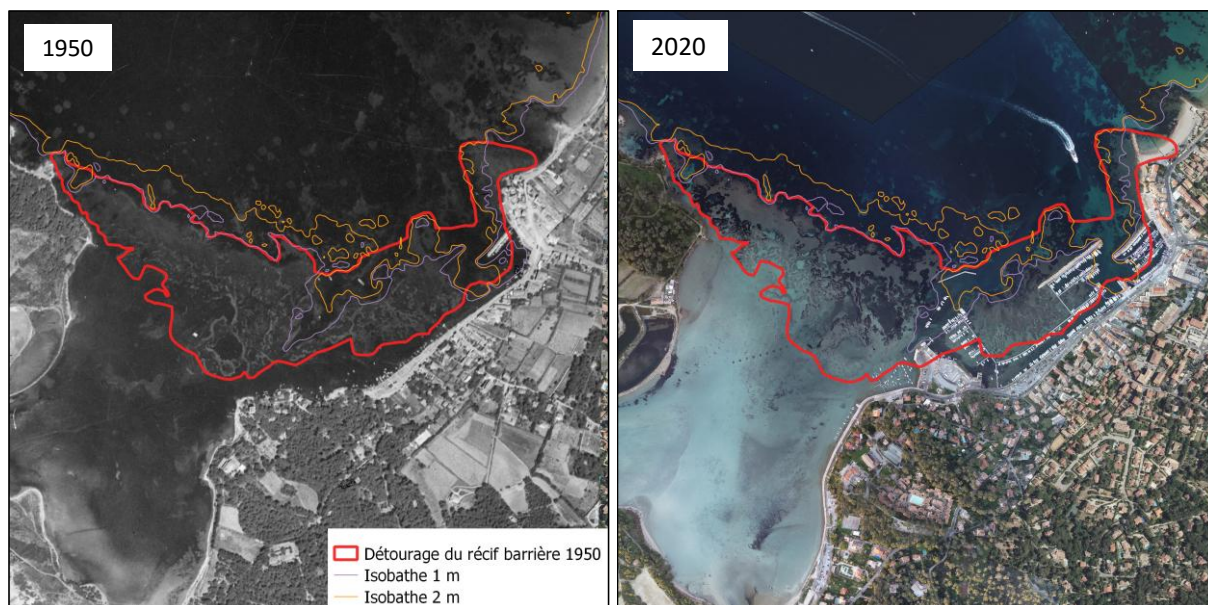 1950
2020
Détourage du récif barrière 1950
Isobathe 1 m
Isobathe 2 m